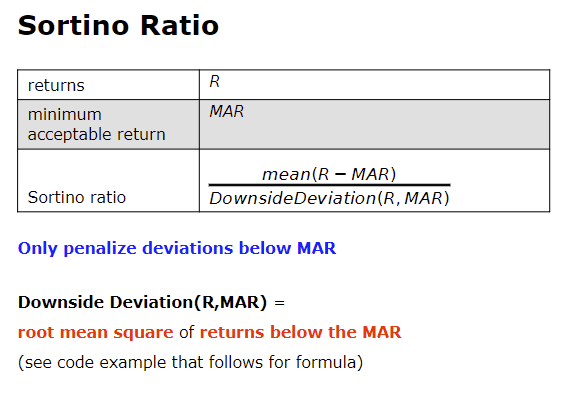 Sortino Ratio
returns R
minimum acceptable return MAR
Sortino ratio mean(R − MAR)
DownsideDeviation(R, MAR)
Only penalize deviations below MAR
Downside Deviation(R,MAR) =
root mean square of returns below the MAR
(see code example that follows for formula)